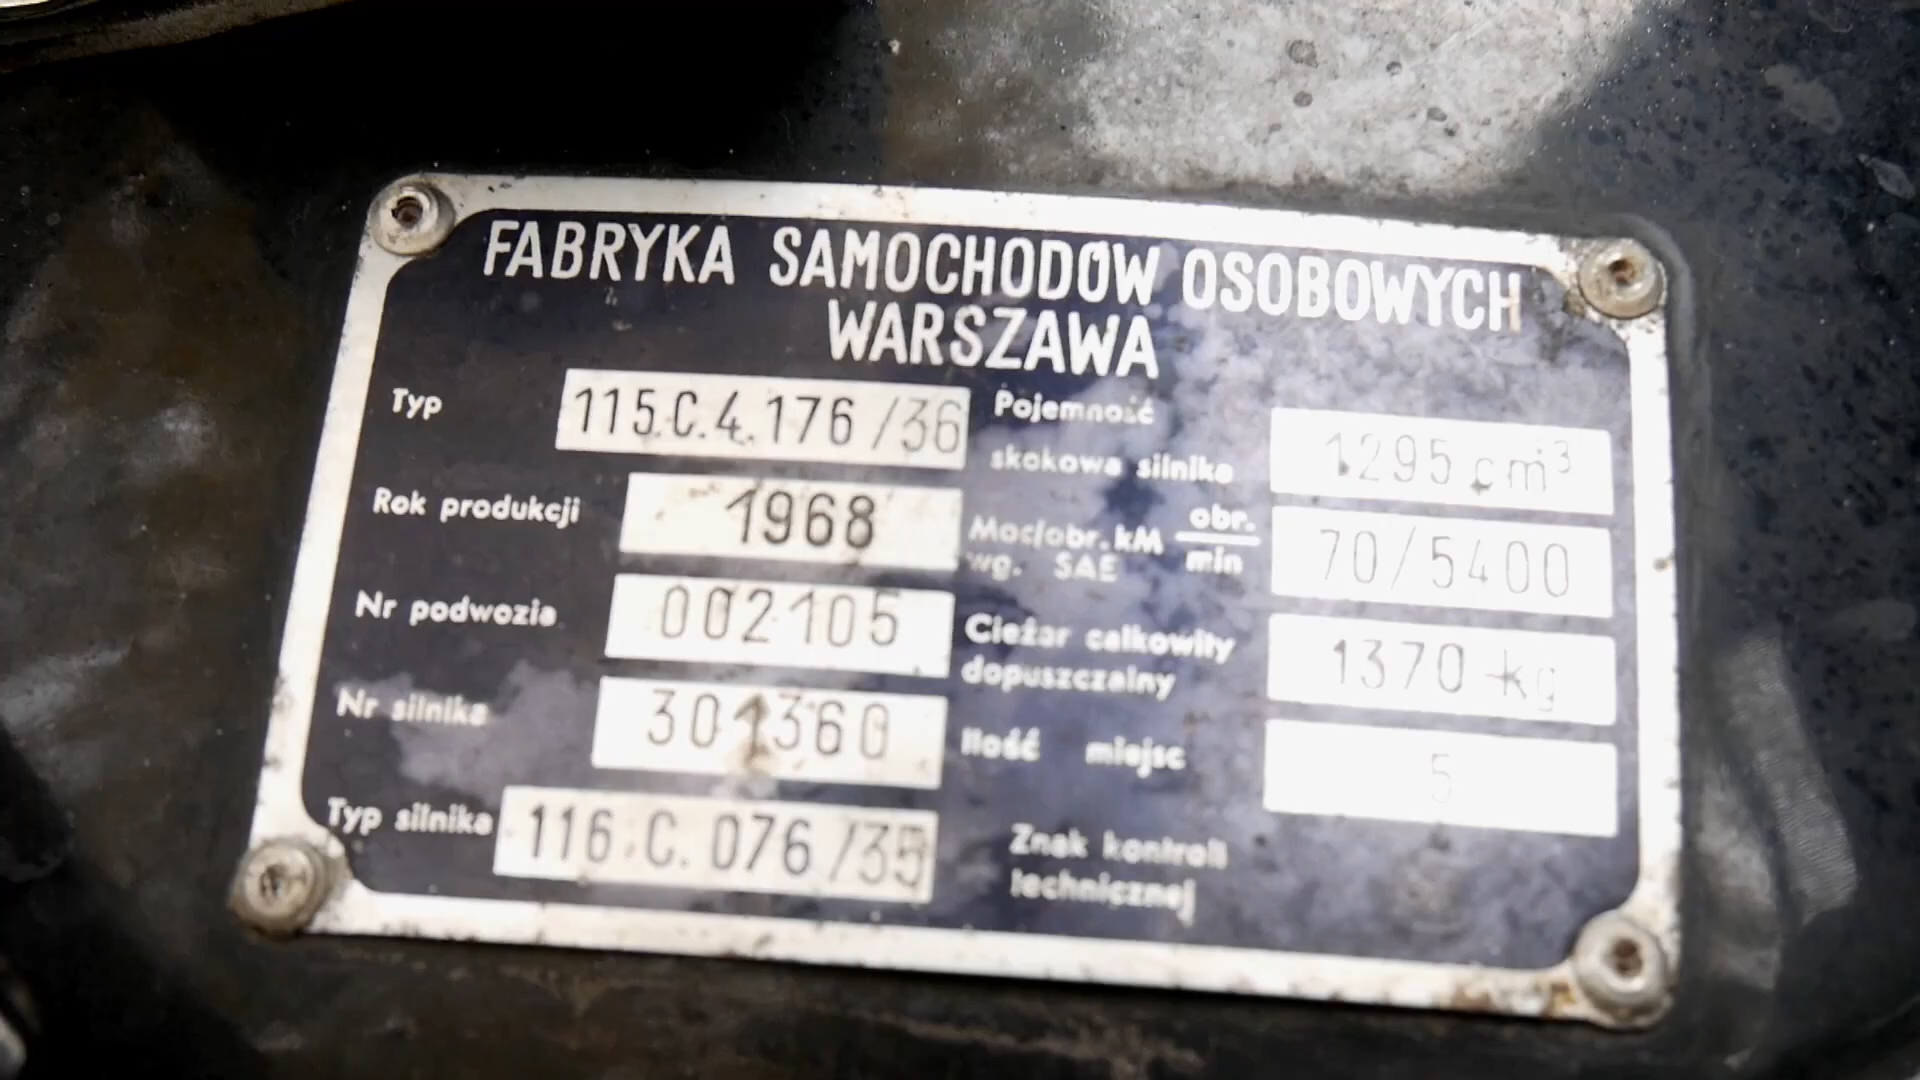 FABRYKA SAMOCHODÓW OSOBOWYCH
WARSZAWA
Typ 115.C.4.176/36
Rok produkcji 1968
Nr podwozia 002105
Nr silnika 301360
Typ silnika 116.C.076/35
Pojemność
skokowa silnika 1295 cm³
Moc/obr. kM obr./min
wg. SAE 70/5400
Ciężar całkowity
dopuszczalny 1370 kg
Ilość miejsc 5
Znak kontroli
technicznej